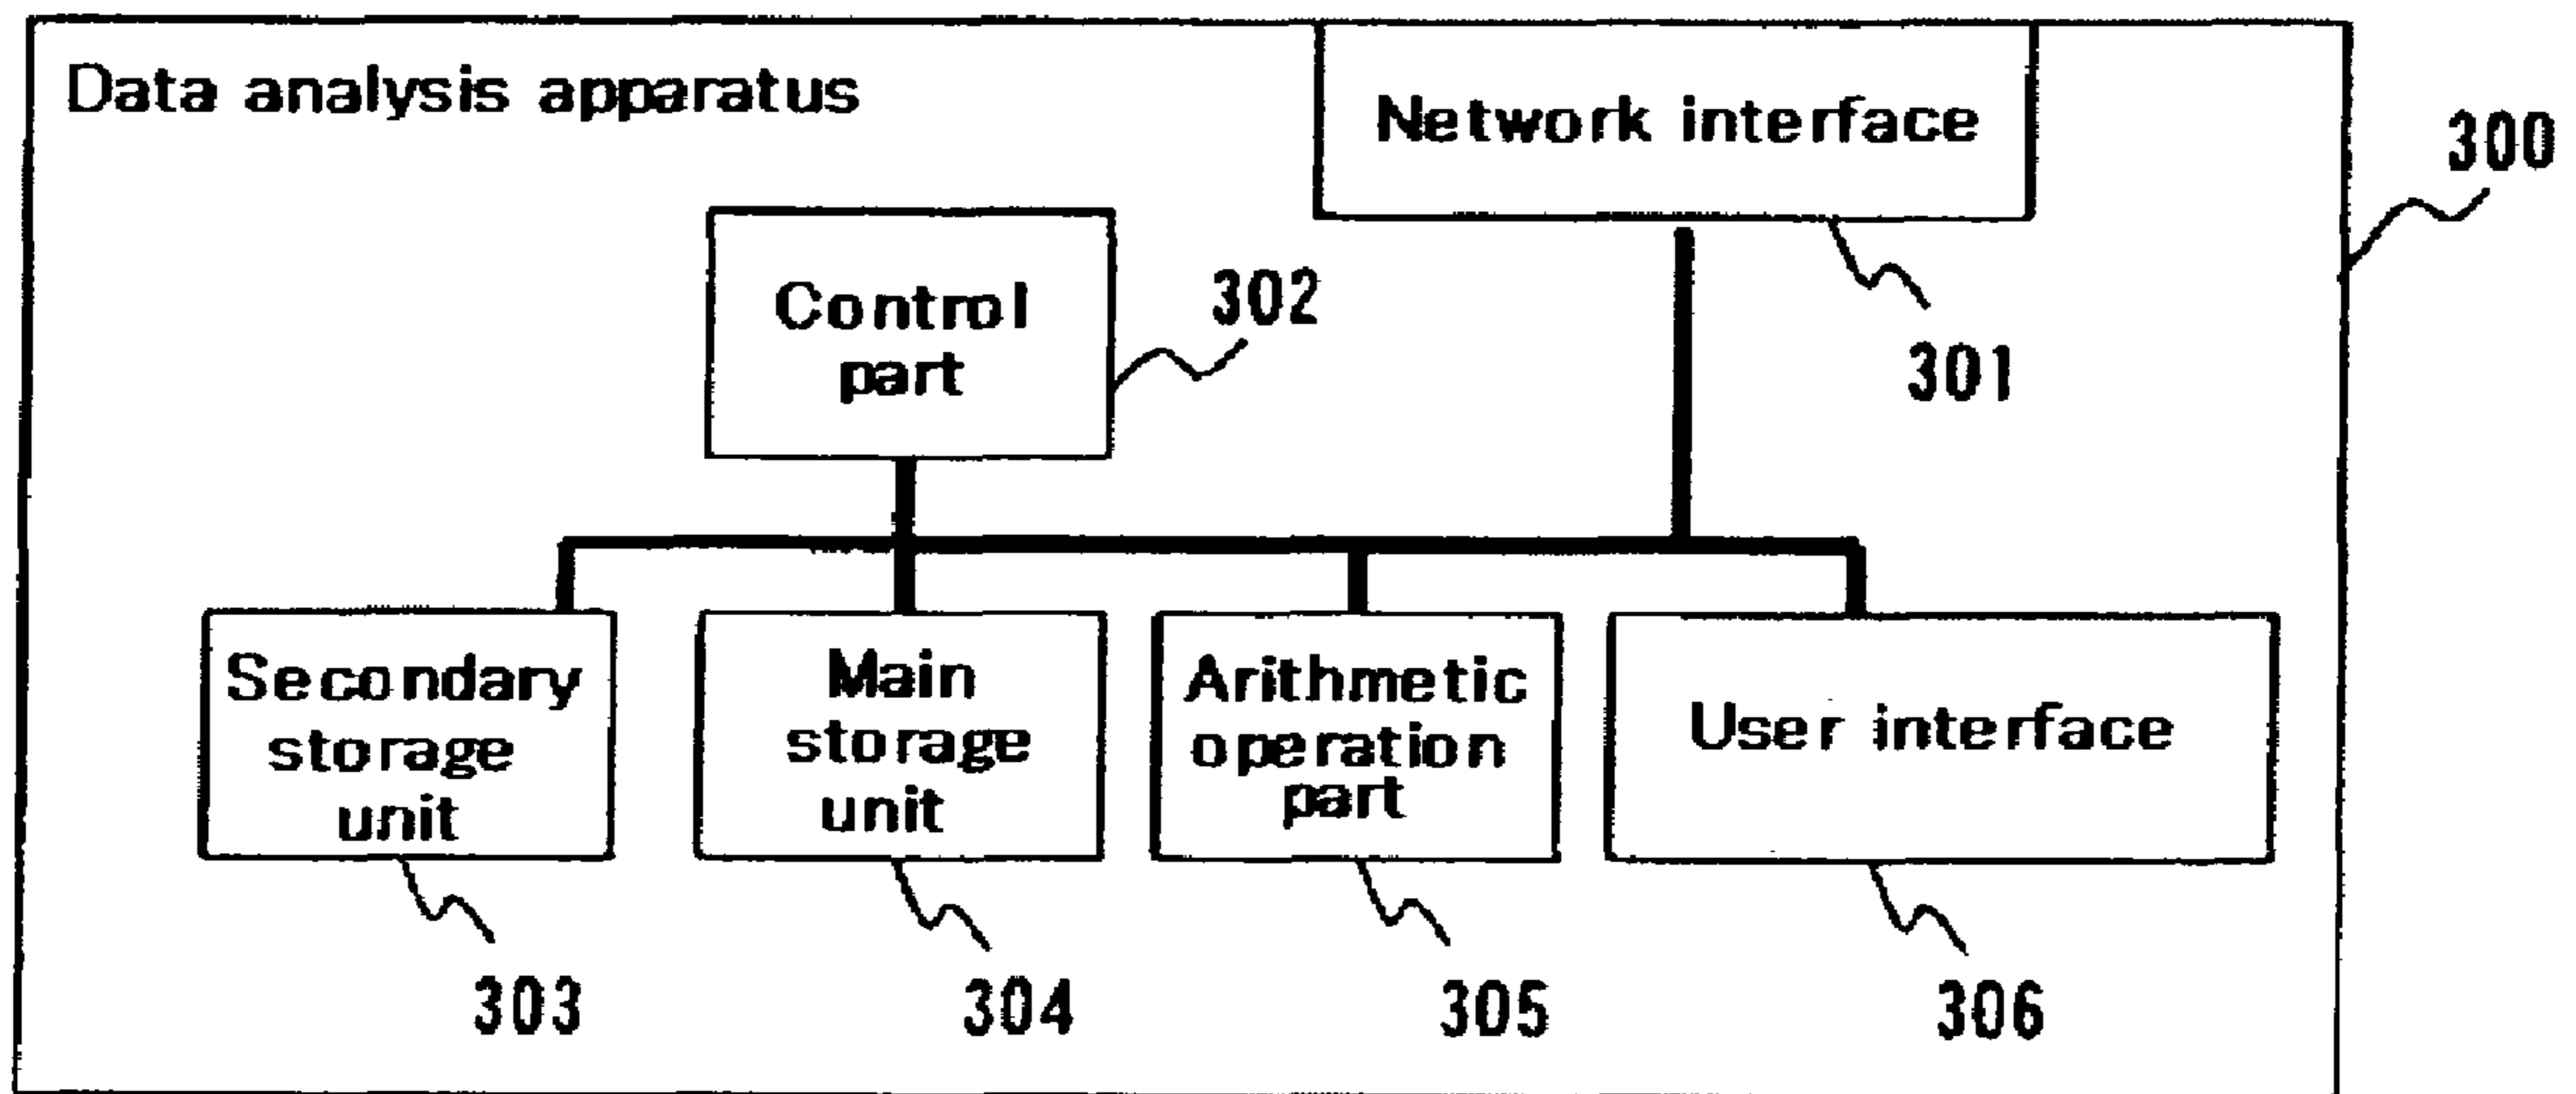 Data analysis apparatus
Network interface
300
301
Control
part
302
Secondary
storage
unit
303
Main
storage
unit
304
Arithmetic
operation
part
305
User interface
306